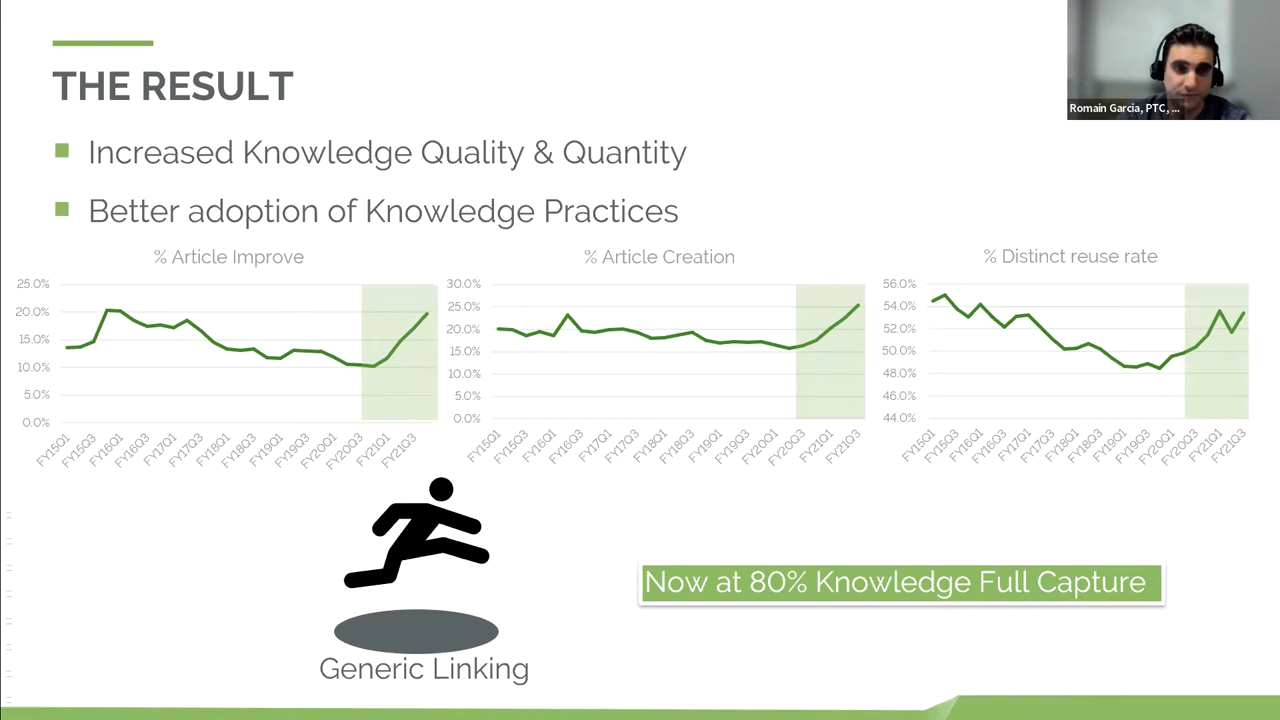 THE RESULT
Romain Garcia, PTC, ...
Increased Knowledge Quality & Quantity
Better adoption of Knowledge Practices
% Article Improve
25.0%
20.0%
15.0%
10.0%
5.0%
0.0%
FY15Q1
FY15Q3
FY16Q1
FY16Q3
FY17Q1
FY17Q3
FY18Q1
FY18Q3
FY19Q1
FY19Q3
FY20Q1
FY20Q3
FY21Q1
FY21Q3
% Article Creation
30.0%
25.0%
20.0%
15.0%
10.0%
5.0%
0.0%
FY15Q1
FY15Q3
FY16Q1
FY16Q3
FY17Q1
FY17Q3
FY18Q1
FY18Q3
FY19Q1
FY19Q3
FY20Q1
FY20Q3
FY21Q1
FY21Q3
% Distinct reuse rate
56.0%
54.0%
52.0%
50.0%
48.0%
46.0%
44.0%
FY15Q1
FY15Q3
FY16Q1
FY16Q3
FY17Q1
FY17Q3
FY18Q1
FY18Q3
FY19Q1
FY19Q3
FY20Q1
FY20Q3
FY21Q1
FY21Q3
Now at 80% Knowledge Full Capture
Generic Linking